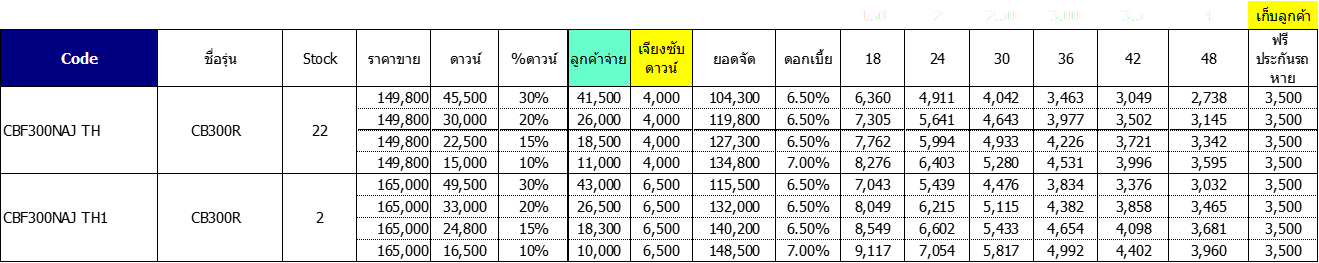 1.50 2 2.50 3.00 3.5 4 เก็บลูกค้า
Code ชื่อรุ่น Stock ราคาขาย ดาวน์ %ดาวน์ ลูกค้าจ่าย เจียงซับดาวน์ ยอดจัด ดอกเบี้ย 18 24 30 36 42 48 ฟรีประกันรถหาย
149,800 45,500 30% 41,500 4,000 104,300 6.50% 6,360 4,911 4,042 3,463 3,049 2,738 3,500
CBF300NAJ TH CB300R 22
149,800 30,000 20% 26,000 4,000 119,800 6.50% 7,305 5,641 4,643 3,977 3,502 3,145 3,500
149,800 22,500 15% 18,500 4,000 127,300 6.50% 7,762 5,994 4,933 4,226 3,721 3,342 3,500
149,800 15,000 10% 11,000 4,000 134,800 7.00% 8,276 6,403 5,280 4,531 3,996 3,595 3,500
165,000 49,500 30% 43,000 6,500 115,500 6.50% 7,043 5,439 4,476 3,834 3,376 3,032 3,500
CBF300NAJ TH1 CB300R 2
165,000 33,000 20% 26,500 6,500 132,000 6.50% 8,049 6,215 5,115 4,382 3,858 3,465 3,500
165,000 24,800 15% 18,300 6,500 140,200 6.50% 8,549 6,602 5,433 4,654 4,098 3,681 3,500
165,000 16,500 10% 10,000 6,500 148,500 7.00% 9,117 7,054 5,817 4,992 4,402 3,960 3,500